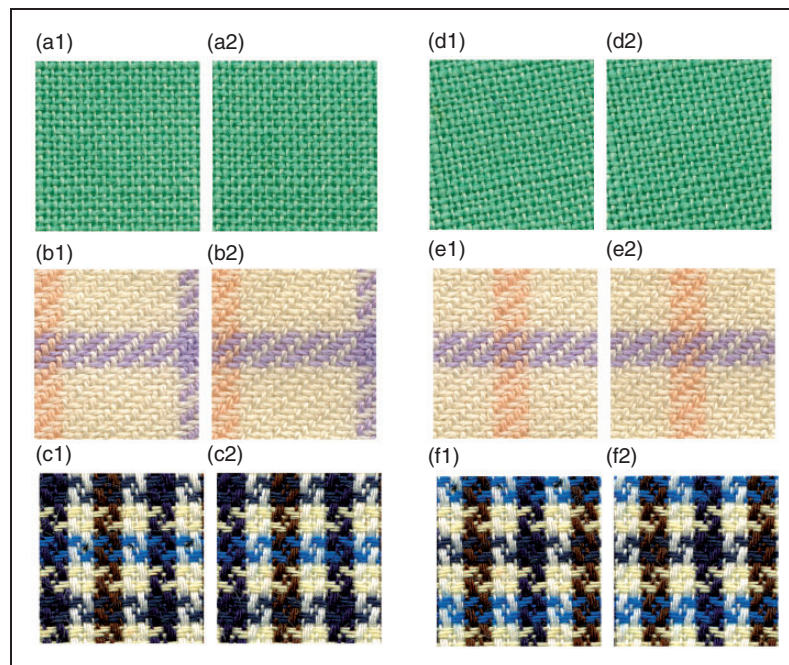 (a1) (a2) (d1) (d2)
(b1) (b2) (e1) (e2)
(c1) (c2) (f1) (f2)